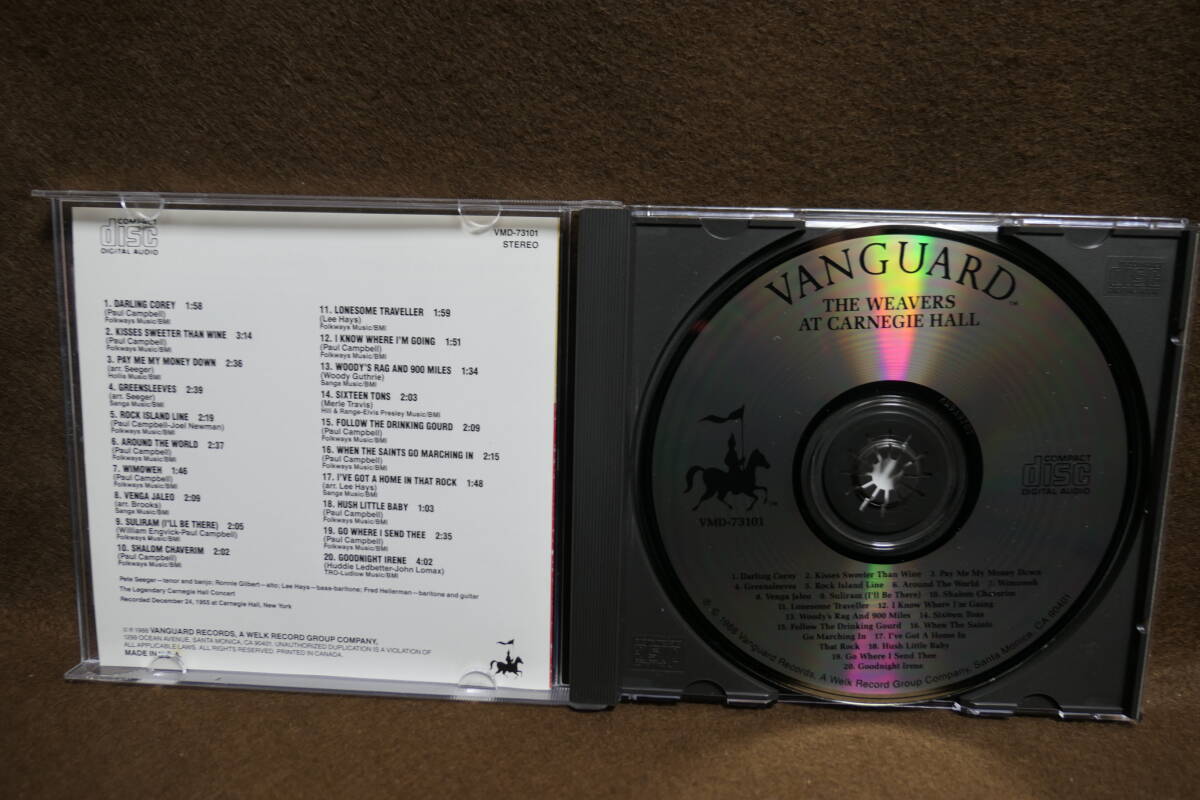 COMPACT
disc
DIGITAL AUDIO
VMD-73101
STEREO
1. DARLING COREY 1:58
(Paul Campbell)
Folkways Music/BMI
2. KISSES SWEETER THAN WINE 3:14
(Paul Campbell)
Folkways Music/BMI
3. PAY ME MY MONEY DOWN 2:36
(arr. Seeger)
Hollis Music/BMI
4. GREENSLEEVES 2:39
(arr. Seeger)
Sanga Music/BMI
5. ROCK ISLAND LINE 2:19
(Paul Campbell-Joel Newman)
Folkways Music/BMI
6. AROUND THE WORLD 2:37
(Paul Campbell)
Folkways Music/BMI
7. WIMOWEH 1:46
(Paul Campbell)
Folkways Music/BMI
8. VENGA JALEO 2:09
(arr. Brooks)
Sanga Music/BMI
9. SULIRAM (I'LL BE THERE) 2:05
(William Engvick-Paul Campbell)
Folkways Music/BMI
10. SHALOM CHAVERIM 2:02
(Paul Campbell)
Folkways Music/BMI
11. LONESOME TRAVELLER 1:59
(Lee Hays)
Folkways Music/BMI
12. I KNOW WHERE I'M GOING 1:51
(Paul Campbell)
Folkways Music/BMI
13. WOODY'S RAG AND 900 MILES 1:34
(Woody Guthrie)
Sanga Music/BMI
14. SIXTEEN TONS 2:03
(Merle Travis)
Hill & Range-Elvis Presley Music/BMI
15. FOLLOW THE DRINKING GOURD 2:09
(Paul Campbell)
Folkways Music/BMI
16. WHEN THE SAINTS GO MARCHING IN 2:15
(Paul Campbell)
Folkways Music/BMI
17. I'VE GOT A HOME IN THAT ROCK 1:48
(arr. Lee Hays)
Sanga Music/BMI
18. HUSH LITTLE BABY 1:03
(Paul Campbell)
Folkways Music/BMI
19. GO WHERE I SEND THEE 2:35
(Paul Campbell)
Folkways Music/BMI
20. GOODNIGHT IRENE 4:02
(Huddie Ledbetter-John Lomax)
TRO-Ludlow Music/BMI
Pete Seeger—tenor and banjo; Ronnie Gilbert—alto; Lee Hays—bass-baritone; Fred Hellerman—baritone and guitar
The Legendary Carnegie Hall Concert
Recorded December 24, 1955 at Carnegie Hall, New York
© ℗ 1988 VANGUARD RECORDS, A WELK RECORD GROUP COMPANY,
1299 OCEAN AVENUE, SANTA MONICA, CA 90401. UNAUTHORIZED DUPLICATION IS A VIOLATION OF
ALL APPLICABLE LAWS. ALL RIGHTS RESERVED. PRINTED IN CANADA.
MADE IN U.S.A.
VANGUARD™
THE WEAVERS
AT CARNEGIE HALL
VMD-73101
COMPACT
disc
DIGITAL AUDIO
1. Darling Corey 2. Kisses Sweeter Than Wine 3. Pay Me My Money Down
4. Greensleeves 5. Rock Island Line 6. Around The World 7. Wimoweh
8. Venga Jaleo 9. Suliram (I'll Be There) 10. Shalom Chaverim
11. Lonesome Traveller 12. I Know Where I'm Going
13. Woody's Rag And 900 Miles 14. Sixteen Tons
15. Follow The Drinking Gourd 16. When The Saints
Go Marching In 17. I've Got A Home In
That Rock 18. Hush Little Baby
19. Go Where I Send Thee
20. Goodnight Irene
℗ © 1988 Vanguard Records, A Welk Record Group Company, Santa Monica, CA 90401